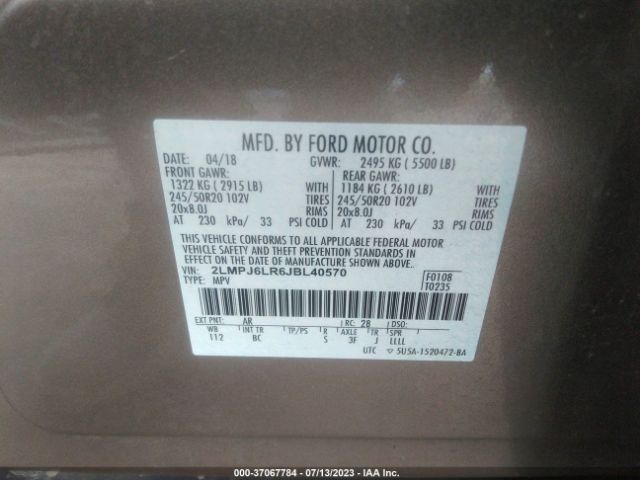 MFD. BY FORD MOTOR CO.
DATE: 04/18 GVWR: 2495 KG ( 5500 LB)
FRONT GAWR: REAR GAWR:
1322 KG ( 2915 LB) WITH 1184 KG ( 2610 LB) WITH
245/50R20 102V TIRES 245/50R20 102V TIRES
20x8.0J RIMS 20x8.0J RIMS
AT 230 kPa/ 33 PSI COLD AT 230 kPa/ 33 PSI COLD
THIS VEHICLE CONFORMS TO ALL APPLICABLE FEDERAL MOTOR
VEHICLE SAFETY AND THEFT PREVENTION STANDARDS IN
EFFECT ON THE DATE OF MANUFACTURE SHOWN ABOVE.
VIN: 2LMPJ6LR6JBL40570 F0108
TYPE: MPV T0235
EXT PNT: AR RC: 28 DSO:
WB INT TR TP/PS R AXLE TR SPR
112 BC S 3F J LLLL
UTC ▽ 5U5A-1520472-BA
000-37067784 - 07/13/2023 - IAA Inc.